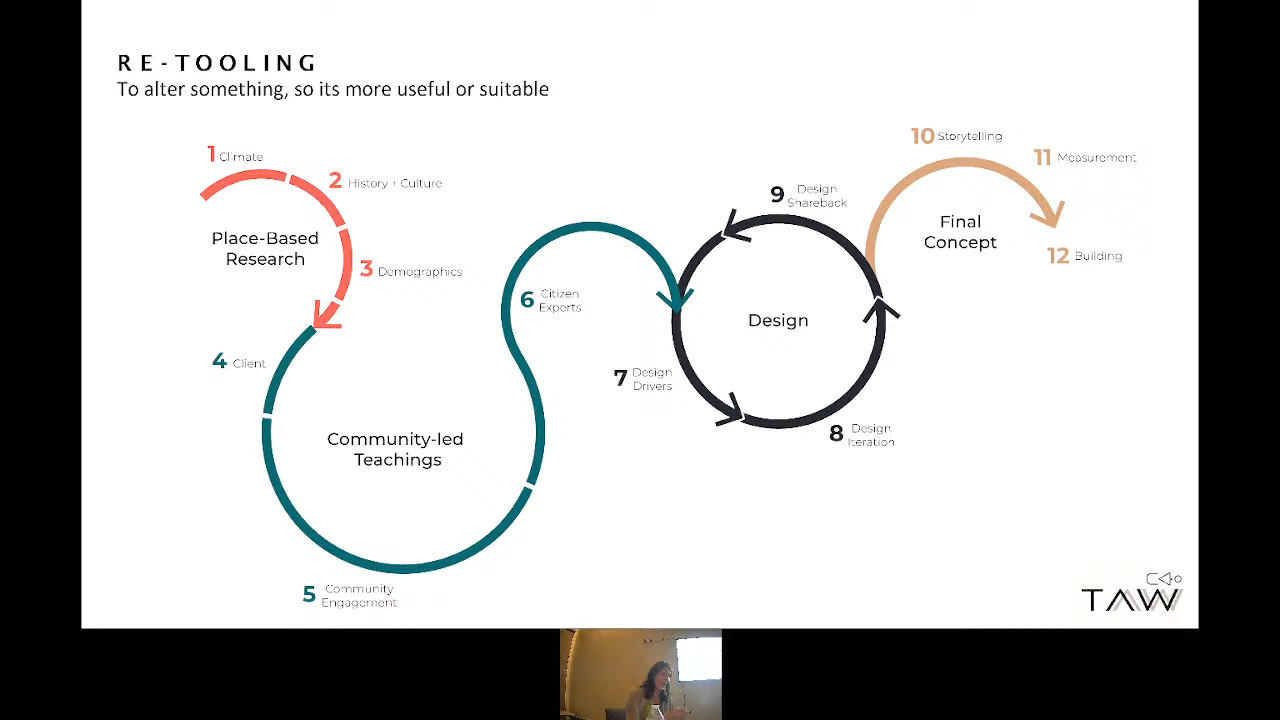 RE-TOOLING
To alter something, so its more useful or suitable
1 Climate
2 History + Culture
3 Demographics
Place-Based
Research
4 Client
Community-led
Teachings
5 Community
Engagement
6 Citizen
Experts
7 Design
Drivers
Design
8 Design
Iteration
9 Design
Shareback
10 Storytelling
11 Measurement
Final
Concept
12 Building
TAW